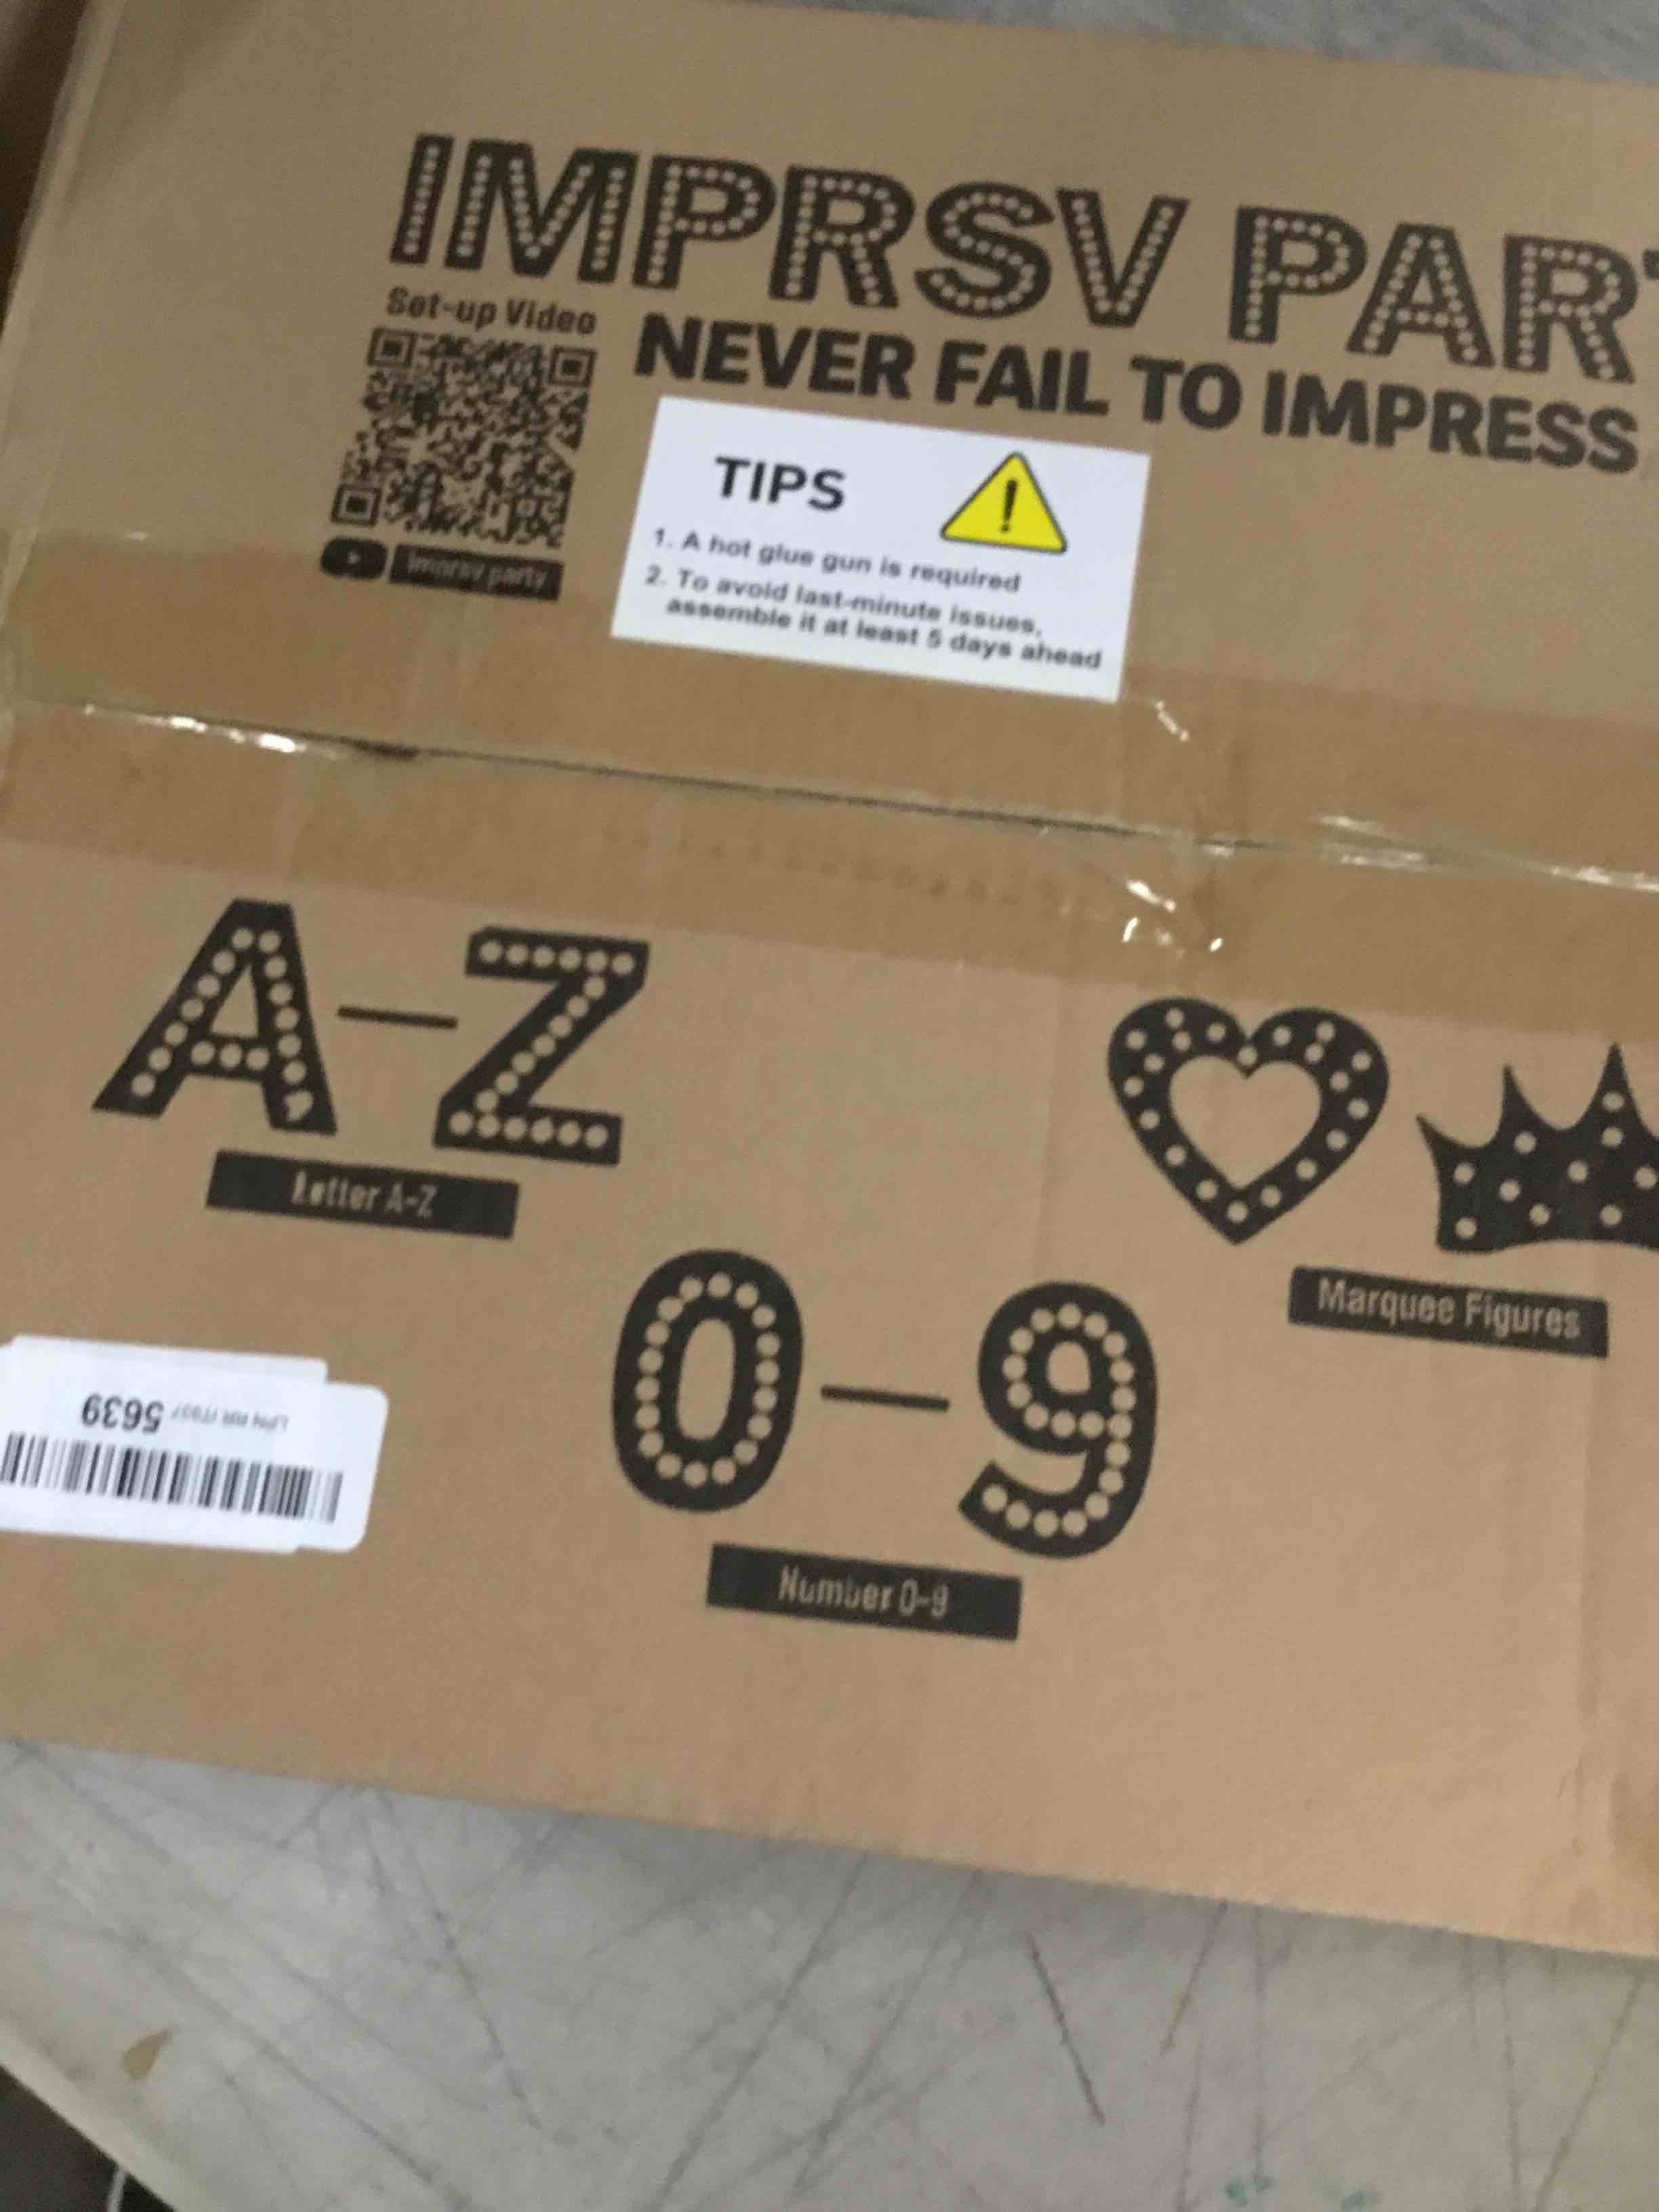 IMPRSV PAR
Set-up Video
NEVER FAIL TO IMPRESS
imprsv party
TIPS
!
1. A hot glue gun is required
2. To avoid last-minute issues,
assemble it at least 5 days ahead
A-Z
Letter A-Z
Marquee Figures
0-9
Number 0-9
5639